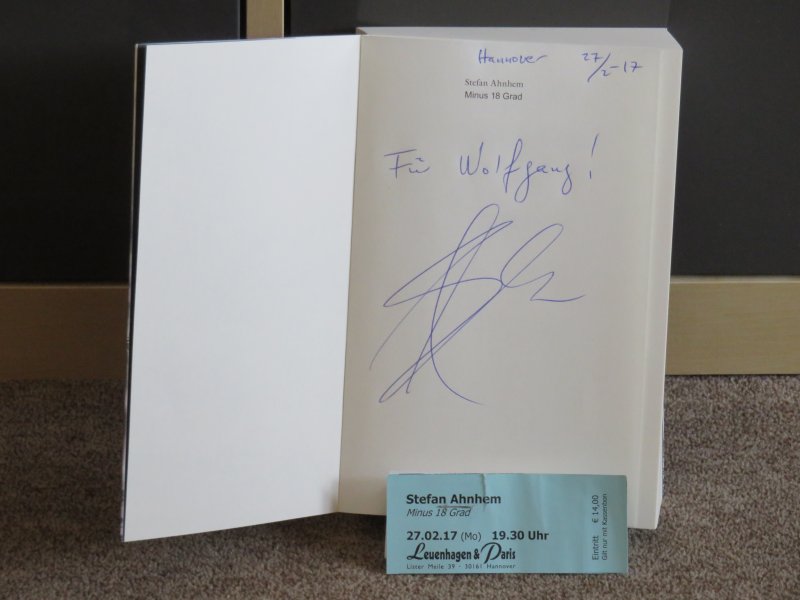 Hannover 27/2-17
Stefan Ahnhem
Minus 18 Grad
Für Wolfgang!
Stefan Ahnhem
Minus 18 Grad
27.02.17 (Mo) 19.30 Uhr
Leuenhagen & Paris
Lister Meile 39 - 30161 Hannover
Eintritt € 14,00
Gilt nur mit Kassenbon